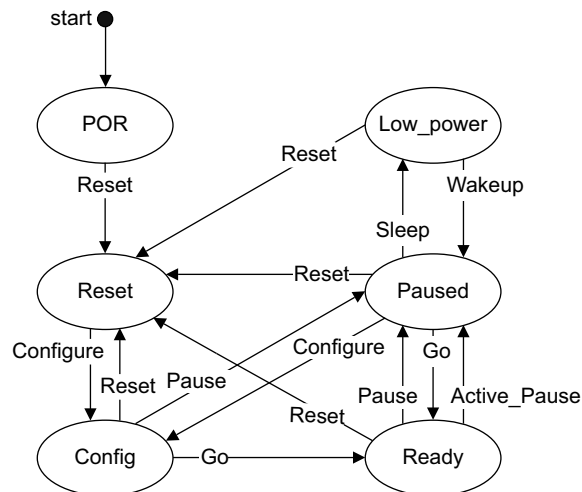 start
POR
Low_power
Reset
Reset
Wakeup
Sleep
Reset
Reset
Paused
Configure
Configure
Go
Reset
Pause
Pause
Active_Pause
Reset
Config
Go
Ready